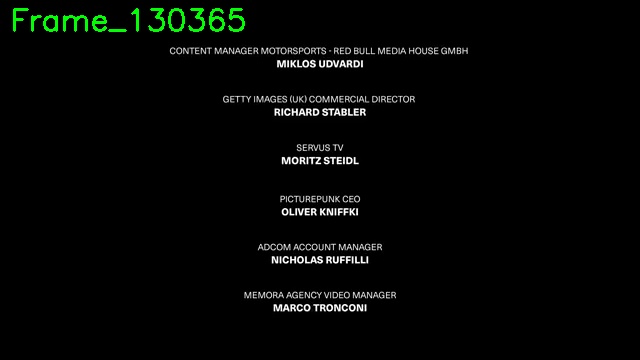 Frame_130365
CONTENT MANAGER MOTORSPORTS - RED BULL MEDIA HOUSE GMBH
MIKLOS UDVARDI
GETTY IMAGES (UK) COMMERCIAL DIRECTOR
RICHARD STABLER
SERVUS TV
MORITZ STEIDL
PICTUREPUNK CEO
OLIVER KNIFFKI
ADCOM ACCOUNT MANAGER
NICHOLAS RUFFILLI
MEMORA AGENCY VIDEO MANAGER
MARCO TRONCONI